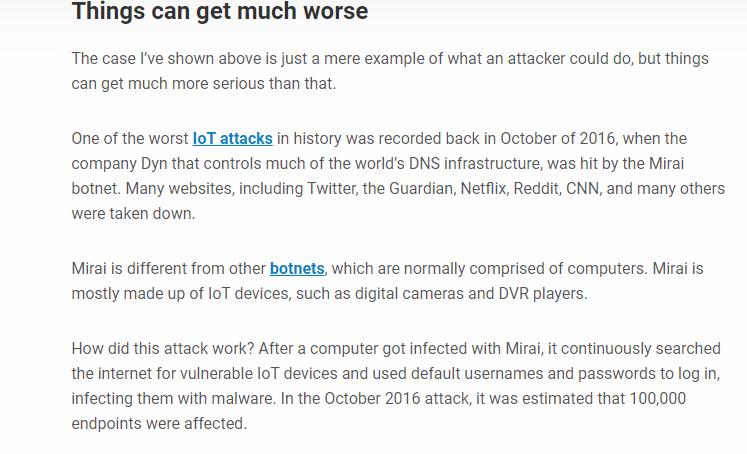 Things can get much worse
The case I’ve shown above is just a mere example of what an attacker could do, but things
can get much more serious than that.
One of the worst IoT attacks in history was recorded back in October of 2016, when the
company Dyn that controls much of the world’s DNS infrastructure, was hit by the Mirai
botnet. Many websites, including Twitter, the Guardian, Netflix, Reddit, CNN, and many others
were taken down.
Mirai is different from other botnets, which are normally comprised of computers. Mirai is
mostly made up of IoT devices, such as digital cameras and DVR players.
How did this attack work? After a computer got infected with Mirai, it continuously searched
the internet for vulnerable IoT devices and used default usernames and passwords to log in,
infecting them with malware. In the October 2016 attack, it was estimated that 100,000
endpoints were affected.